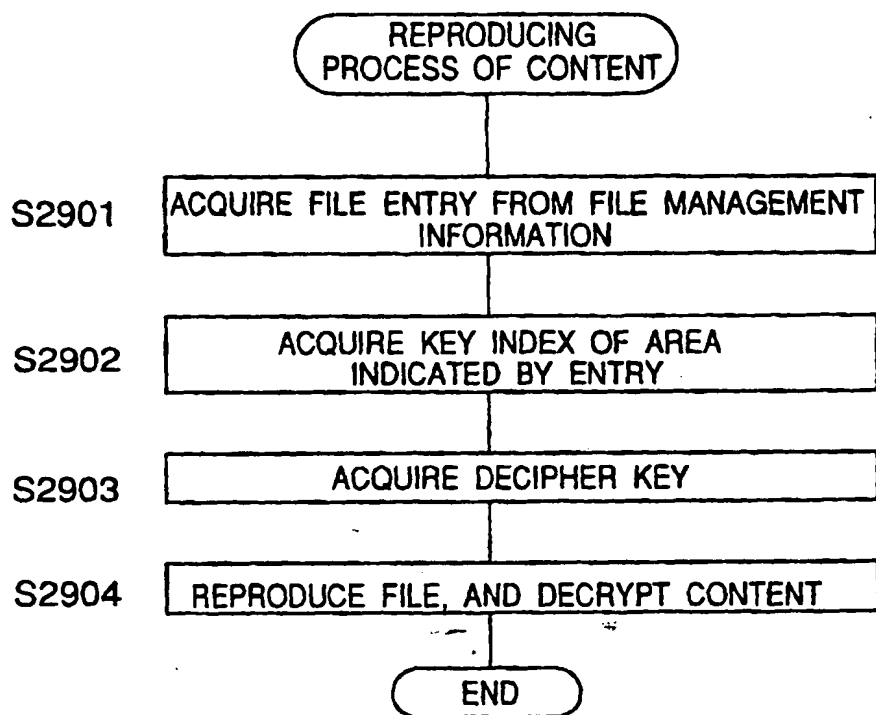 REPRODUCING
PROCESS OF CONTENT
S2901
ACQUIRE FILE ENTRY FROM FILE MANAGEMENT
INFORMATION
S2902
ACQUIRE KEY INDEX OF AREA
INDICATED BY ENTRY
S2903
ACQUIRE DECIPHER KEY
S2904
REPRODUCE FILE, AND DECRYPT CONTENT
END